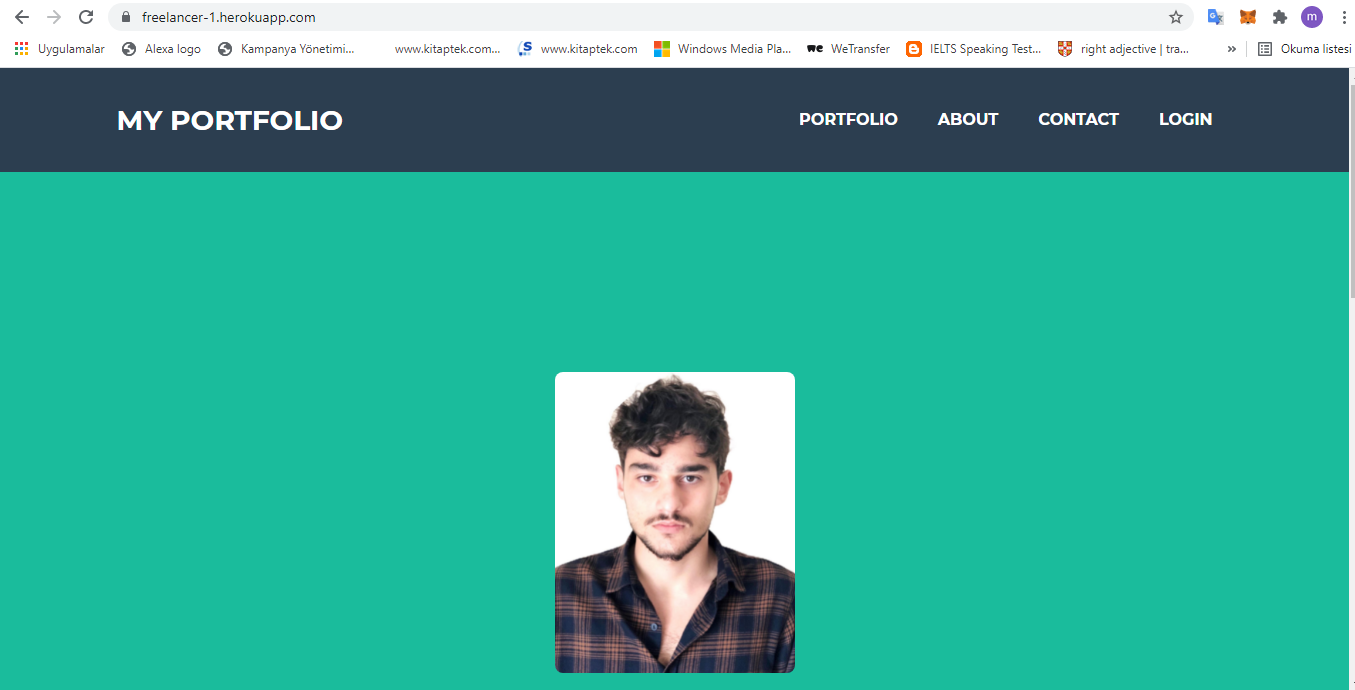 freelancer-1.herokuapp.com
m
Uygulamalar Alexa logo Kampanya Yönetimi... www.kitaptek.com... S www.kitaptek.com Windows Media Pla... we WeTransfer IELTS Speaking Test... right adjective | tra... » Okuma listesi
MY PORTFOLIO PORTFOLIO ABOUT CONTACT LOGIN